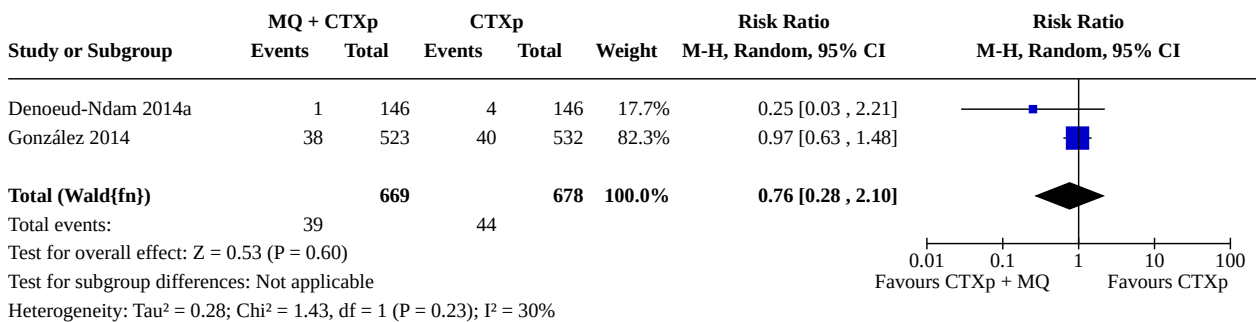 MQ + CTXp CTXp Risk Ratio Risk Ratio
Study or Subgroup Events Total Events Total Weight M-H, Random, 95% CI M-H, Random, 95% CI
Denoeud-Ndam 2014a 1 146 4 146 17.7% 0.25 [0.03 , 2.21]
González 2014 38 523 40 532 82.3% 0.97 [0.63 , 1.48]
Total (Wald{fn}) 669 678 100.0% 0.76 [0.28 , 2.10]
Total events: 39 44
Test for overall effect: Z = 0.53 (P = 0.60)
0.01 0.1 1 10 100
Test for subgroup differences: Not applicable
Favours CTXp + MQ Favours CTXp
Heterogeneity: Tau² = 0.28; Chi² = 1.43, df = 1 (P = 0.23); I² = 30%